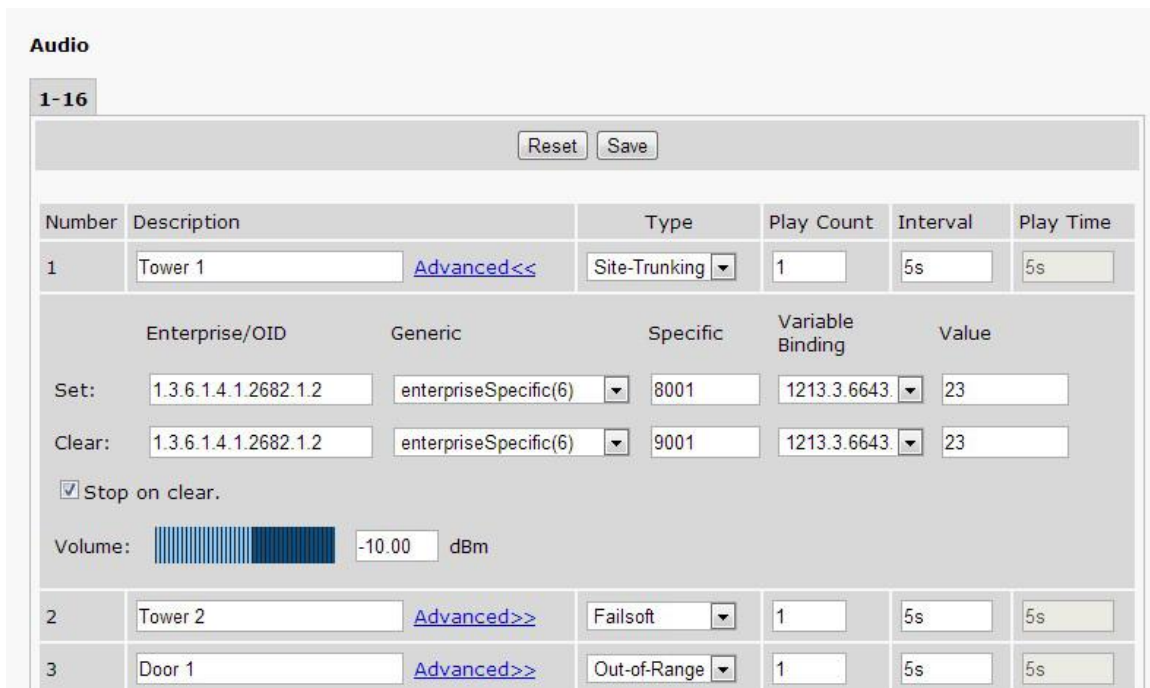 Audio
1-16
Reset Save
Number Description Type Play Count Interval Play Time
1 Tower 1 Advanced<< Site-Trunking 1 5s 5s
Enterprise/OID Generic Specific Variable Binding Value
Set: 1.3.6.1.4.1.2682.1.2 enterpriseSpecific(6) 8001 1213.3.6643. 23
Clear: 1.3.6.1.4.1.2682.1.2 enterpriseSpecific(6) 9001 1213.3.6643. 23
Stop on clear.
Volume: -10.00 dBm
2 Tower 2 Advanced>> Failsoft 1 5s 5s
3 Door 1 Advanced>> Out-of-Range 1 5s 5s